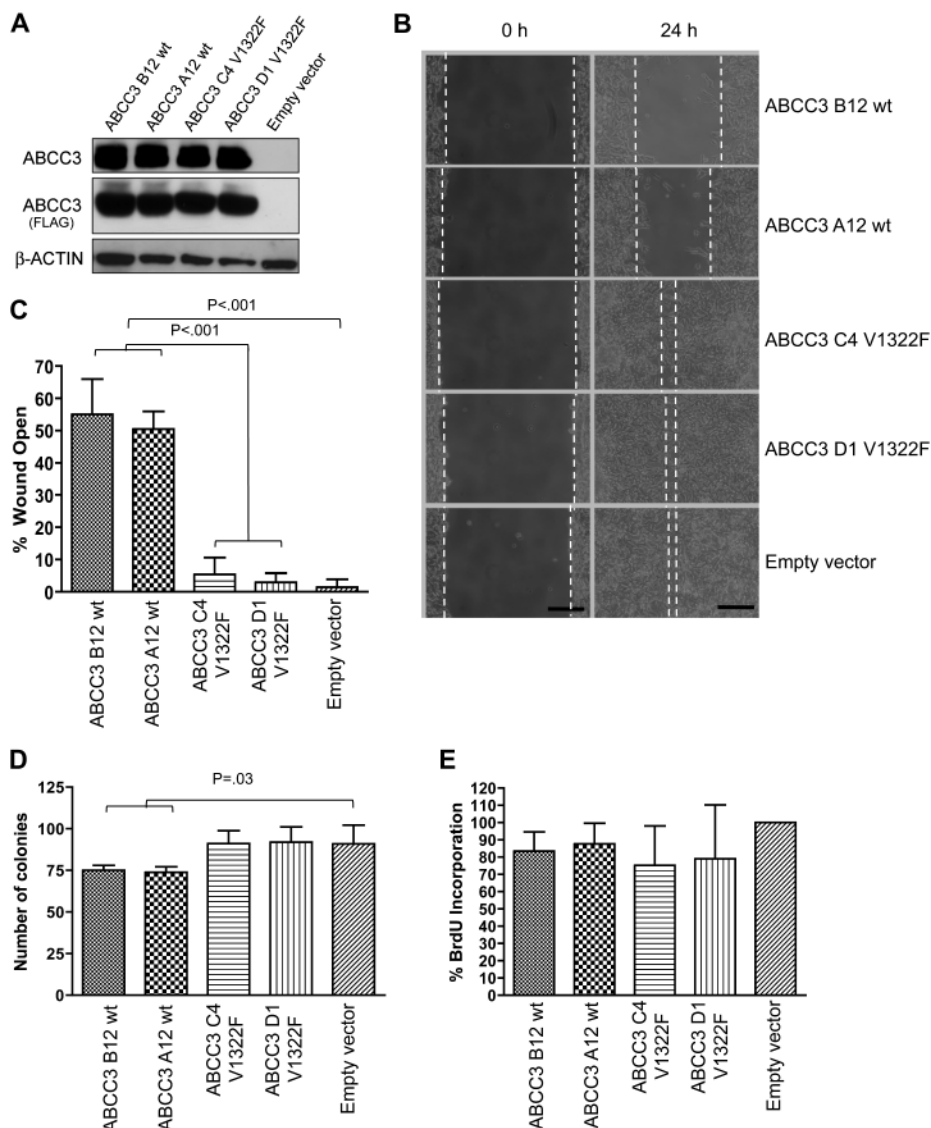 A
ABCC3 B12 wt
ABCC3 A12 wt
ABCC3 C4 V1322F
ABCC3 D1 V1322F
Empty vector
ABCC3
ABCC3
(FLAG)
β-ACTIN
B
0 h
24 h
ABCC3 B12 wt
ABCC3 A12 wt
ABCC3 C4 V1322F
ABCC3 D1 V1322F
Empty vector
C
P<.001
P<.001
% Wound Open
70
60
50
40
30
20
10
0
ABCC3 B12 wt
ABCC3 A12 wt
ABCC3 C4
V1322F
ABCC3 D1
V1322F
Empty vector
D
P=.03
Number of colonies
125
100
75
50
25
0
ABCC3 B12 wt
ABCC3 A12 wt
ABCC3 C4
V1322F
ABCC3 D1
V1322F
Empty vector
E
% BrdU Incorporation
120
110
100
90
80
70
60
50
40
30
20
10
0
ABCC3 B12 wt
ABCC3 A12 wt
ABCC3 C4
V1322F
ABCC3 D1
V1322F
Empty vector